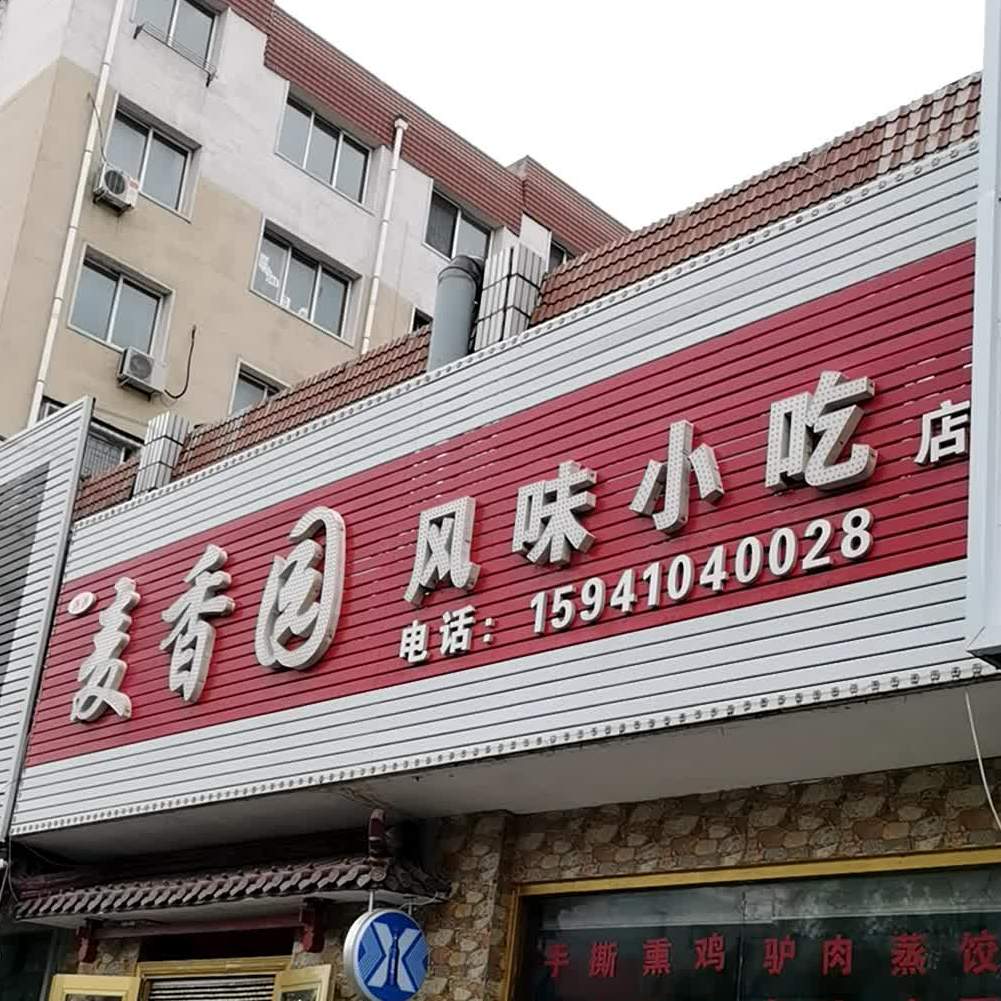 麦香园 风味小吃店
电话：15941040028
手撕熏鸡 驴肉蒸饺